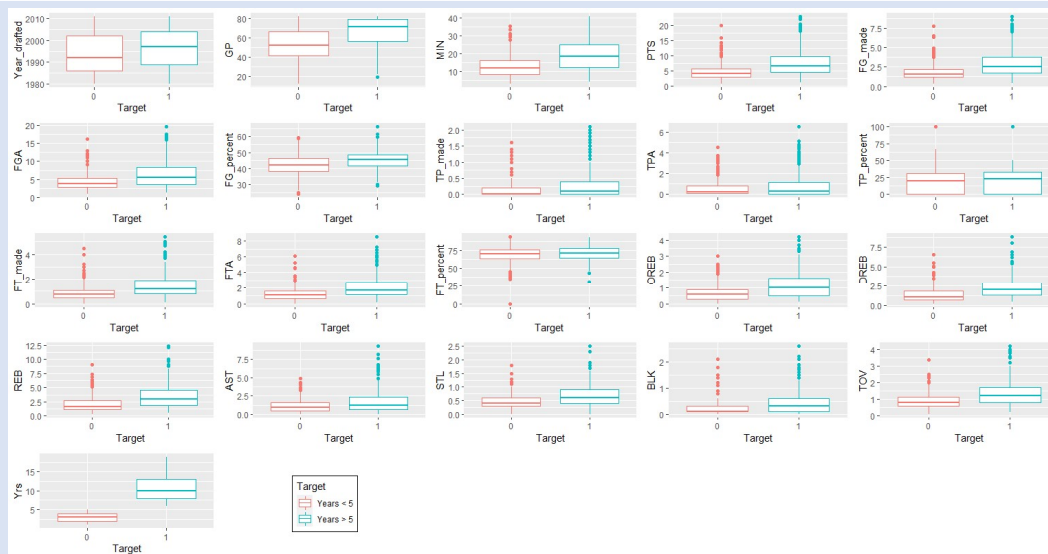 Year_drafted
2010
2000
1990
1980
0 1
Target
GP
80
60
40
20
0 1
Target
MIN
40
30
20
10
0 1
Target
PTS
20
15
10
5
0
0 1
Target
FG_made
7.5
5.0
2.5
0.0
0 1
Target
FGA
20
15
10
5
0
0 1
Target
FG_percent
60
50
40
30
0 1
Target
TP_made
2.0
1.5
1.0
0.5
0.0
0 1
Target
TPA
6
4
2
0
0 1
Target
TP_percent
100
75
50
25
0
0 1
Target
FT_made
4
2
0
0 1
Target
FTA
8
6
4
2
0
0 1
Target
FT_percent
75
50
25
0
0 1
Target
OREB
4
3
2
1
0
0 1
Target
DREB
7.5
5.0
2.5
0.0
0 1
Target
REB
12.5
10.0
7.5
5.0
2.5
0.0
0 1
Target
AST
7.5
5.0
2.5
0.0
0 1
Target
STL
2.5
2.0
1.5
1.0
0.5
0.0
0 1
Target
BLK
2
1
0
0 1
Target
TOV
4
3
2
1
0
0 1
Target
Yrs
15
10
5
0 1
Target
Target
Years < 5
Years > 5